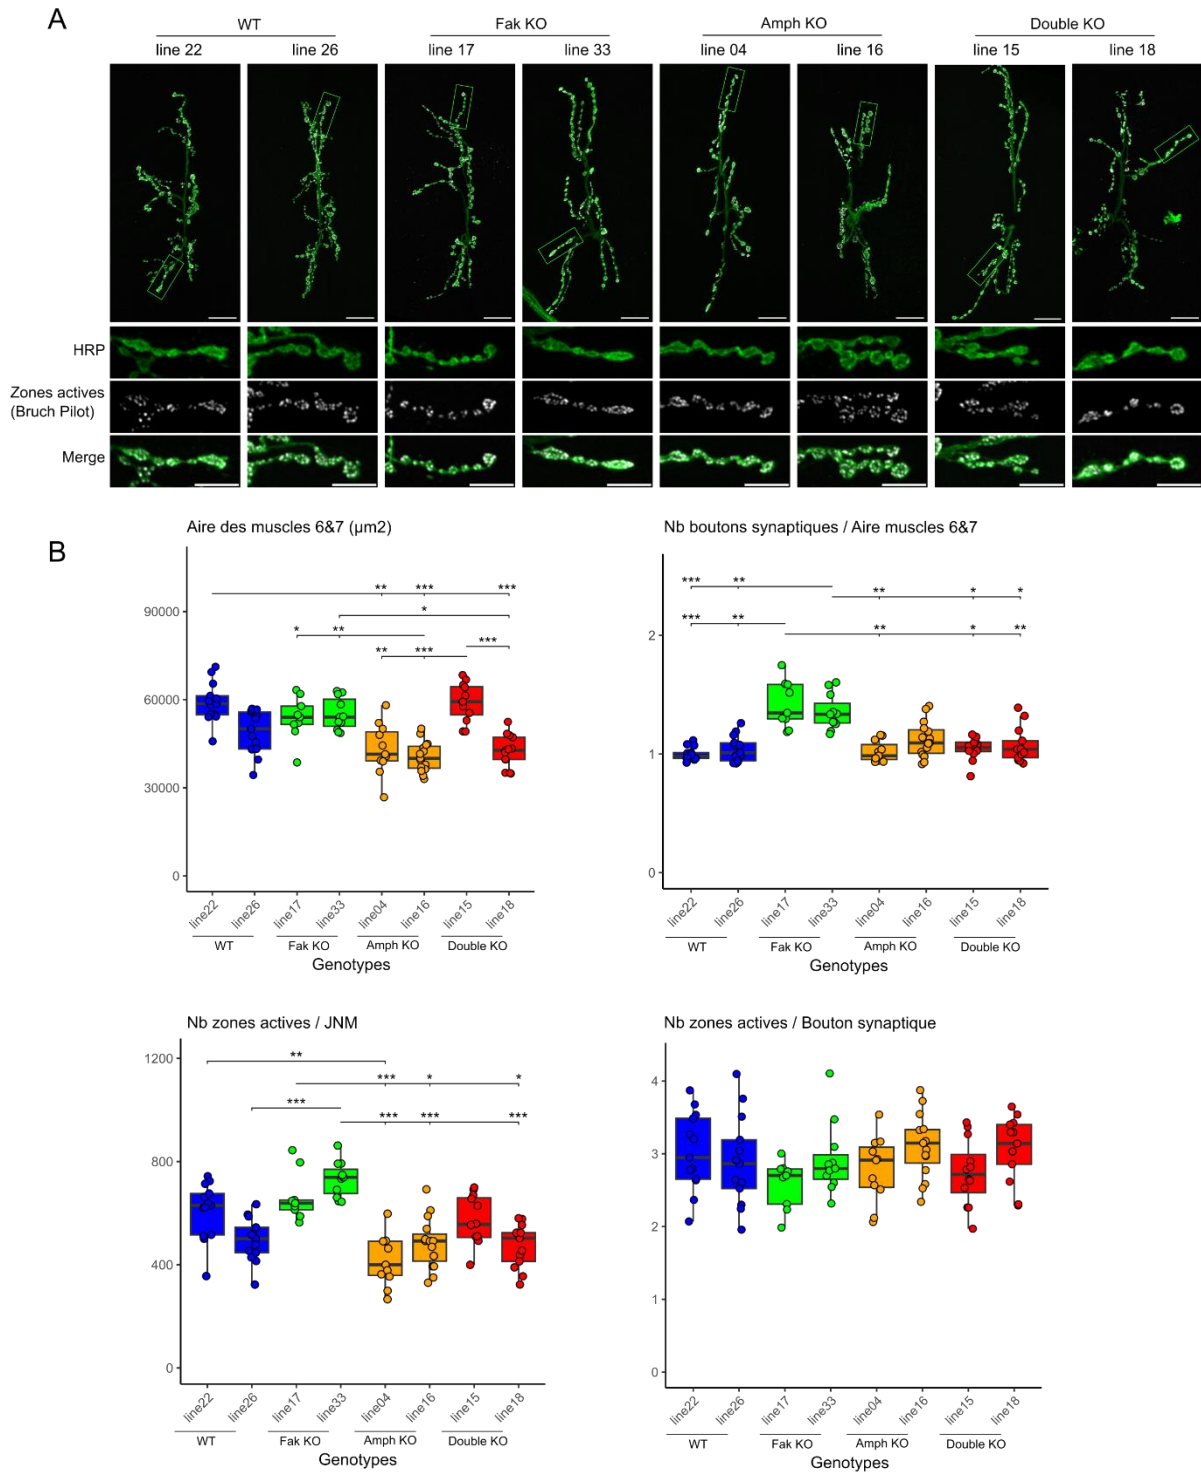 A
WT Fak KO Amph KO Double KO
line 22 line 26 line 17 line 33 line 04 line 16 line 15 line 18
HRP
Zones actives
(Bruch Pilot)
Merge
B
Aire des muscles 6&7 (µm2)
** *** ***
*
* **
***
** ***
90000
60000
30000
0
line22 line26 line17 line33 line04 line16 line15 line18
WT Fak KO Amph KO Double KO
Genotypes
Nb boutons synaptiques / Aire muscles 6&7
*** **
** * *
*** **
** * **
2
1
0
line22 line26 line17 line33 line04 line16 line15 line18
WT Fak KO Amph KO Double KO
Genotypes
Nb zones actives / JNM
**
*** * *
***
*** *** ***
1200
800
400
0
line22 line26 line17 line33 line04 line16 line15 line18
WT Fak KO Amph KO Double KO
Genotypes
Nb zones actives / Bouton synaptique
4
3
2
1
0
line22 line26 line17 line33 line04 line16 line15 line18
WT Fak KO Amph KO Double KO
Genotypes